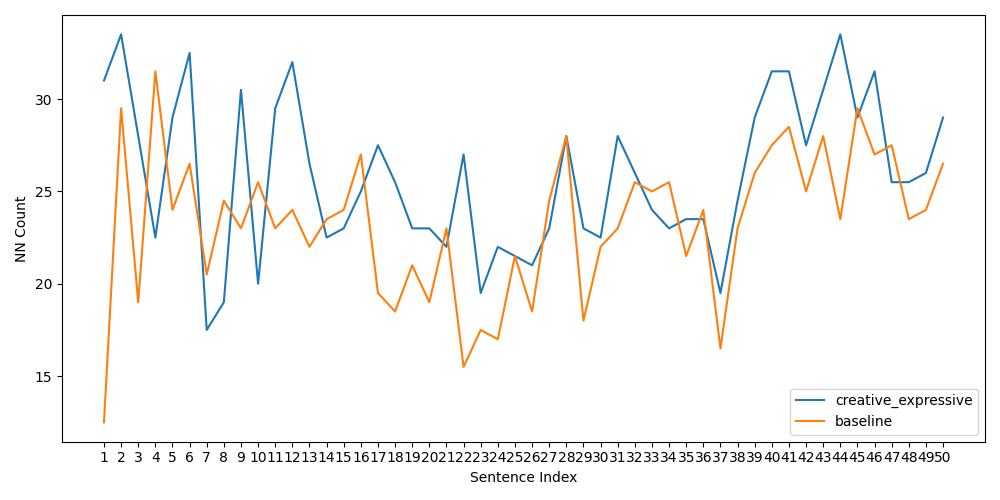 NN Count
30
25
20
15
creative_expressive
baseline
1 2 3 4 5 6 7 8 9 10 11 12 13 14 15 16 17 18 19 20 21 22 23 24 25 26 27 28 29 30 31 32 33 34 35 36 37 38 39 40 41 42 43 44 45 46 47 48 49 50
Sentence Index